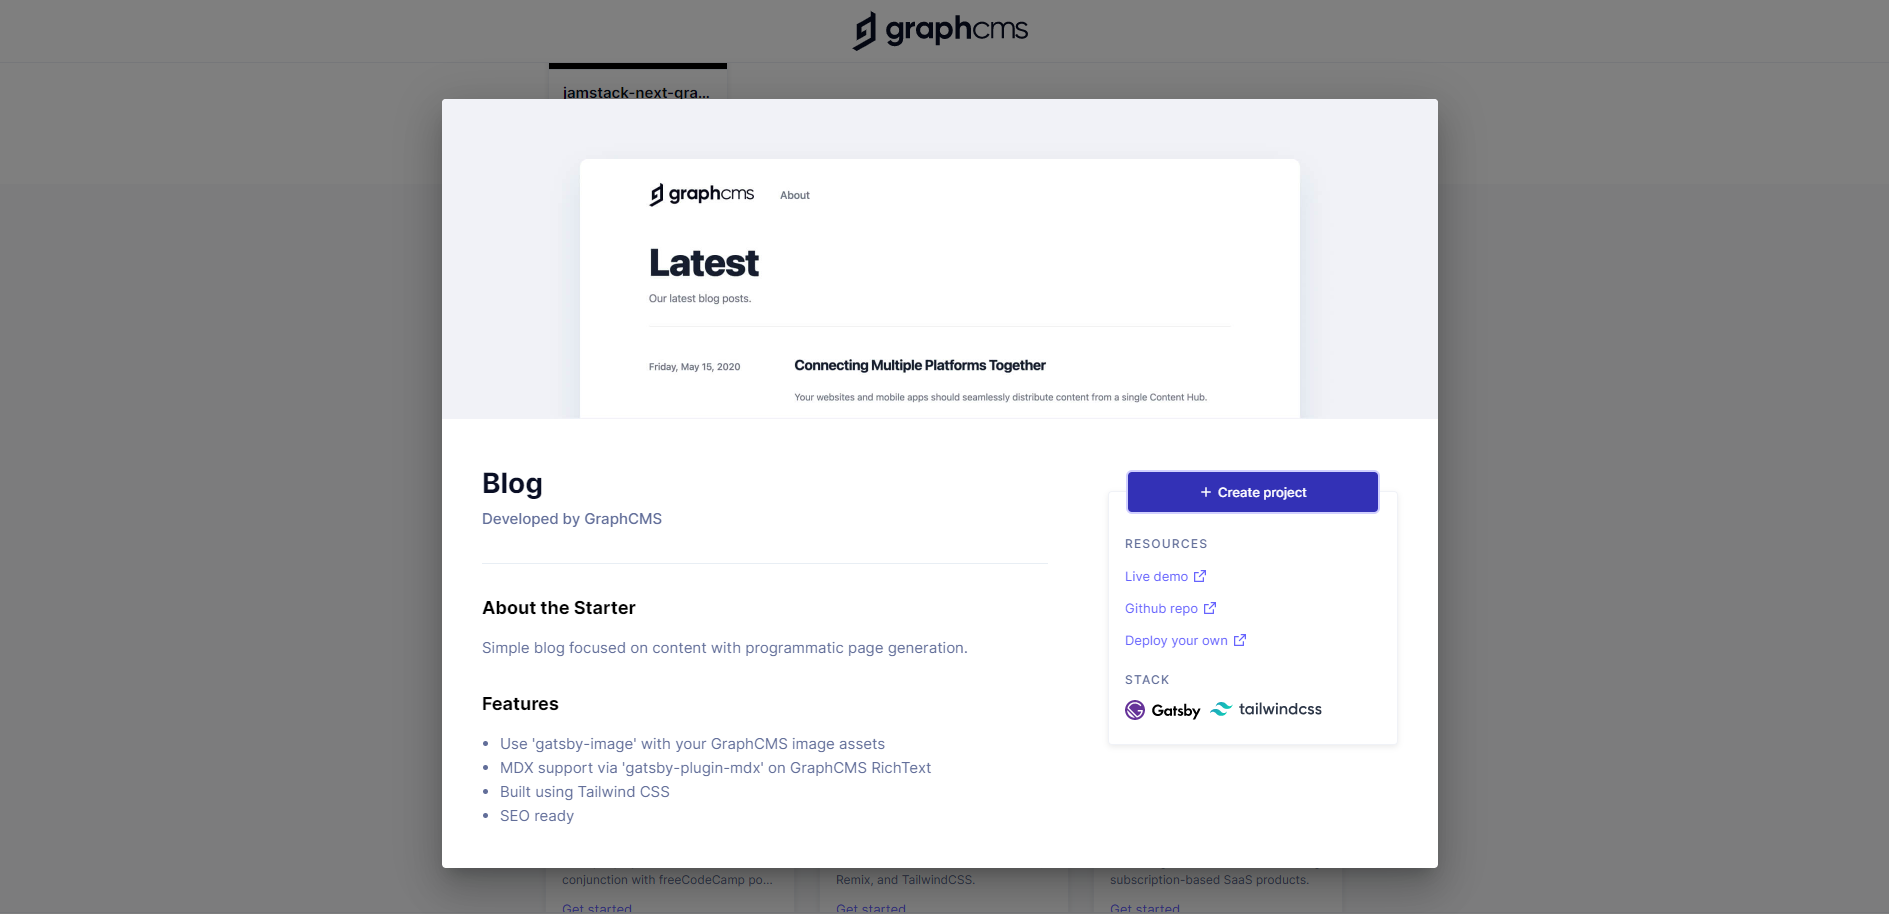 graphcms
jamstack-next-gra...
graphcms
About
Latest
Our latest blog posts.
Friday, May 15, 2020
Connecting Multiple Platforms Together
Your websites and mobile apps should seamlessly distribute content from a single Content Hub.
Blog
Developed by GraphCMS
About the Starter
Simple blog focused on content with programmatic page generation.
Features
• Use 'gatsby-image' with your GraphCMS image assets
• MDX support via 'gatsby-plugin-mdx' on GraphCMS RichText
• Built using Tailwind CSS
• SEO ready
+ Create project
RESOURCES
Live demo
Github repo
Deploy your own
STACK
Gatsby tailwindcss
conjunction with freeCodeCamp po...
Get started
Remix, and TailwindCSS.
Get started
subscription-based SaaS products.
Get started